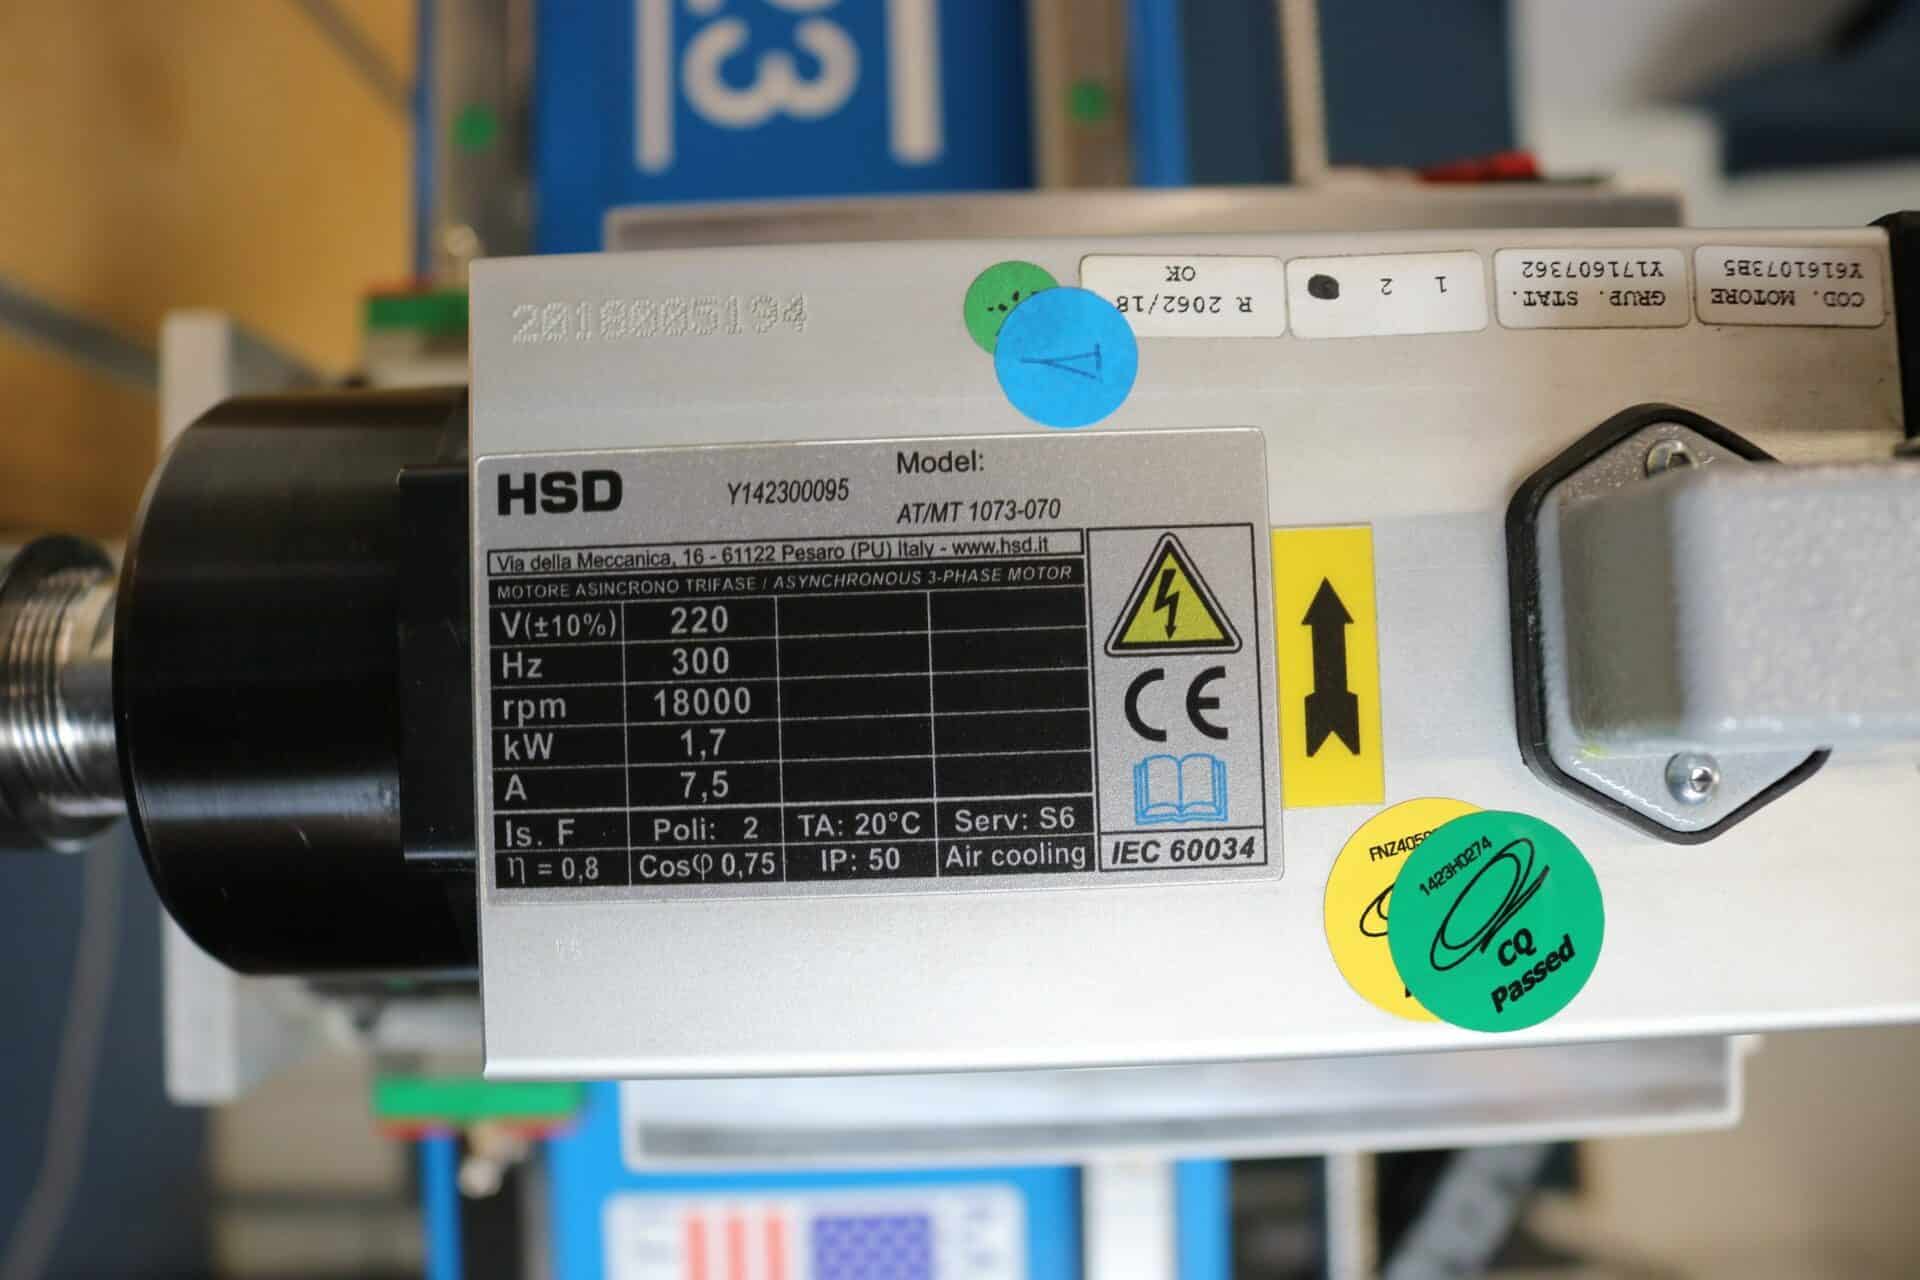 23
20180005194
R 2062/18
OK
1 2
GRUP. STAT.
Y171607362
COD. MOTORE
Y6161073B5
HSD
Y142300095
Model:
AT/MT 1073-070
Via della Meccanica, 16 - 61122 Pesaro (PU) Italy - www.hsd.it
MOTORE ASINCRONO TRIFASE / ASYNCHRONOUS 3-PHASE MOTOR
V(±10%) 220
Hz 300
rpm 18000
kW 1,7
A 7,5
Is. F Poli: 2 TA: 20°C Serv: S6
η = 0,8 Cosφ 0,75 IP: 50 Air cooling
CE
IEC 60034
1423H0274
CQ
Passed